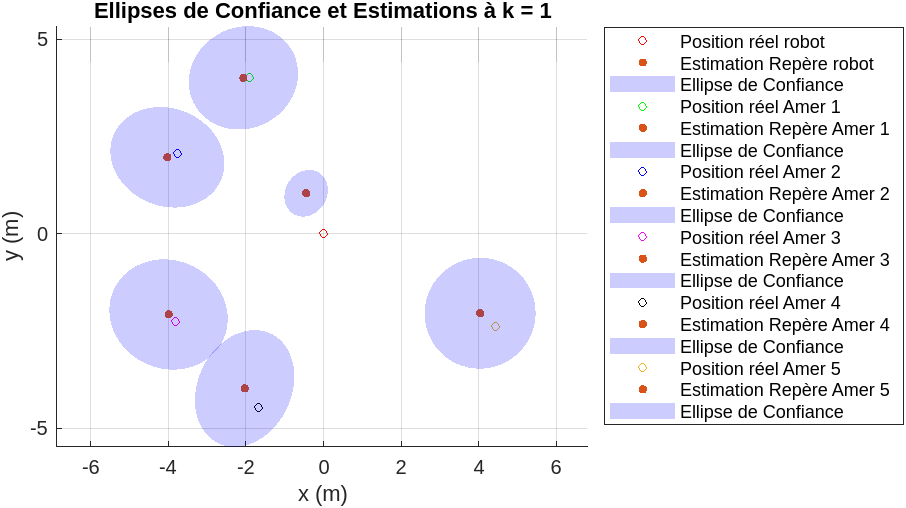 Ellipses de Confiance et Estimations à k = 1
5
0
-5
y (m)
-6 -4 -2 0 2 4 6
x (m)
Position réel robot
Estimation Repère robot
Ellipse de Confiance
Position réel Amer 1
Estimation Repère Amer 1
Ellipse de Confiance
Position réel Amer 2
Estimation Repère Amer 2
Ellipse de Confiance
Position réel Amer 3
Estimation Repère Amer 3
Ellipse de Confiance
Position réel Amer 4
Estimation Repère Amer 4
Ellipse de Confiance
Position réel Amer 5
Estimation Repère Amer 5
Ellipse de Confiance